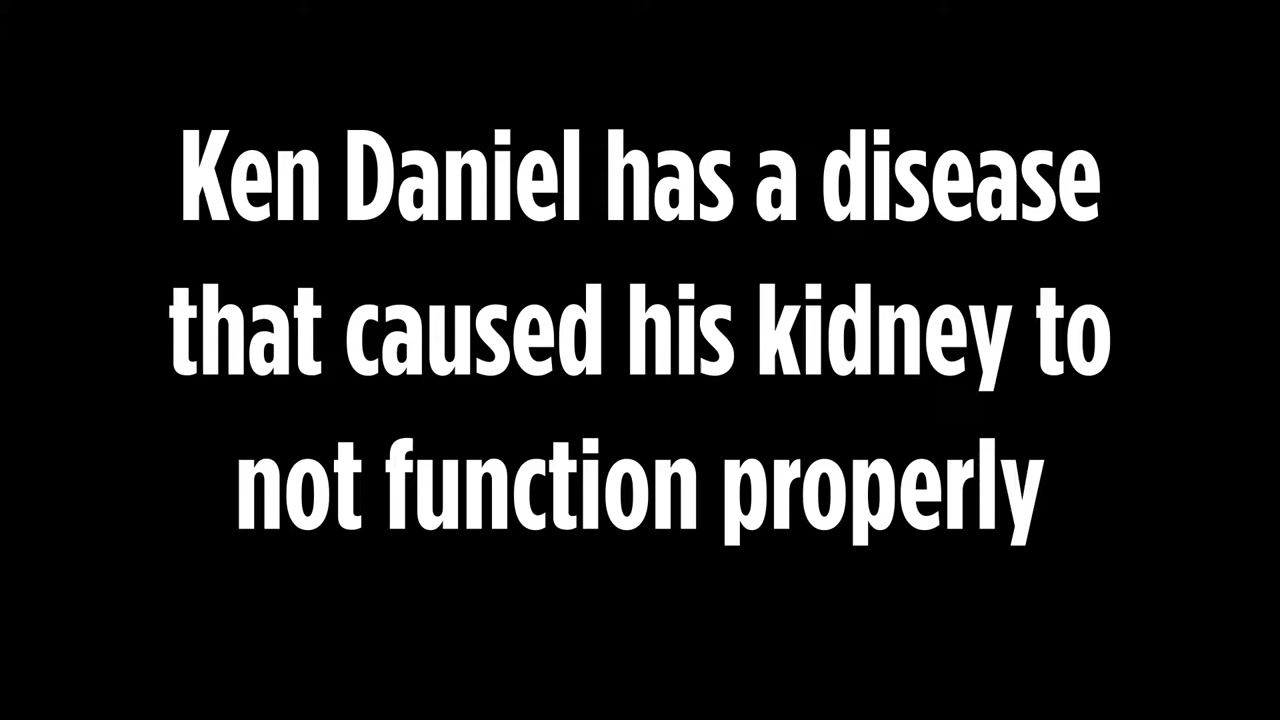 Ken Daniel has a disease
that caused his kidney to
not function properly